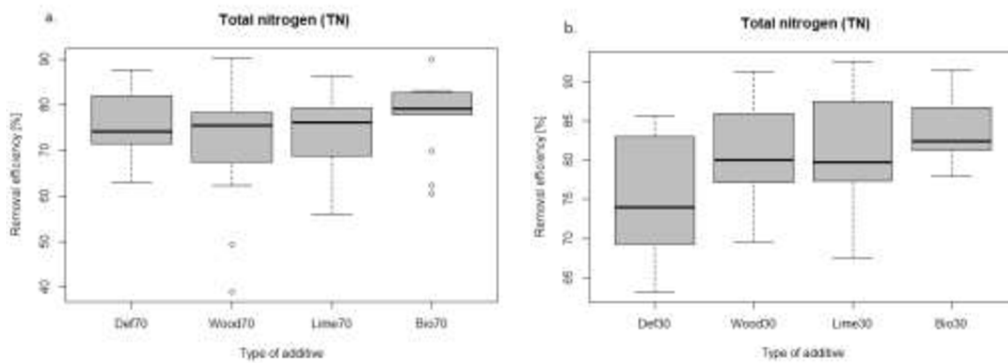 a.
Total nitrogen (TN)
Removal efficiency [%]
90
80
70
60
50
40
Def70
Wood70
Lime70
Bio70
Type of additive
b.
Total nitrogen (TN)
Removal efficiency [%]
90
85
80
75
70
65
Def30
Wood30
Lime30
Bio30
Type of additive